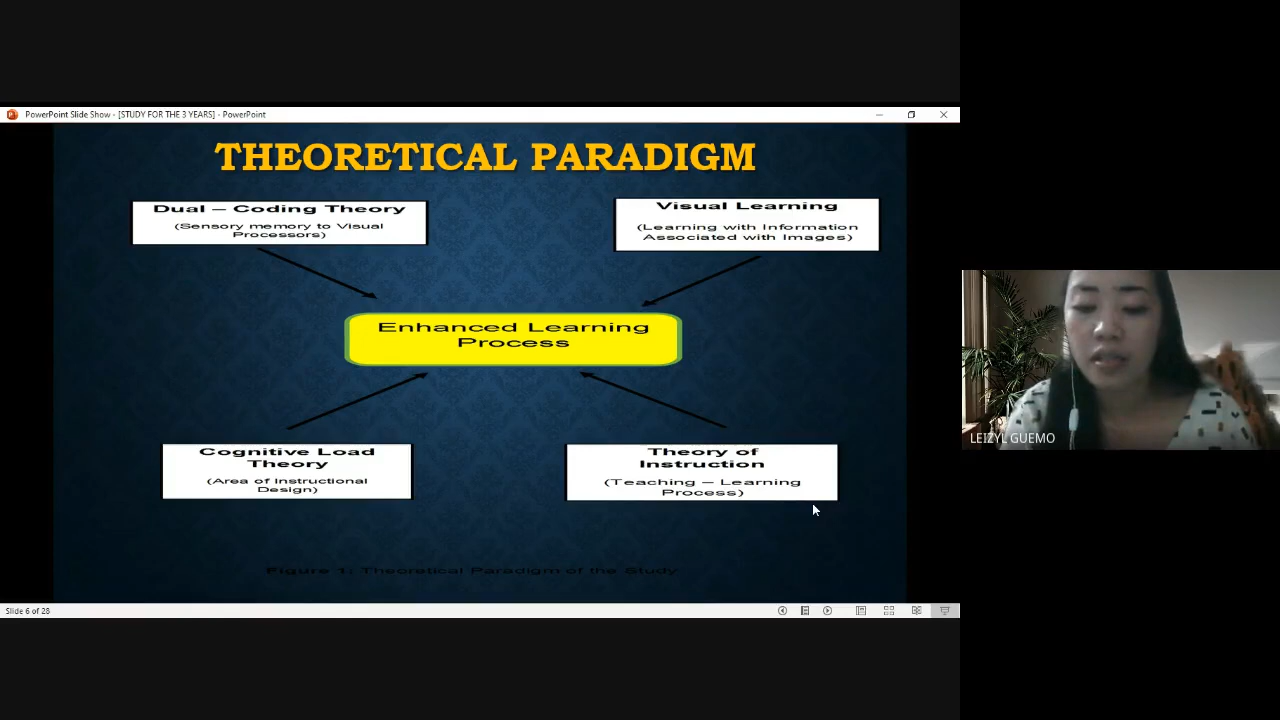 PowerPoint Slide Show - [STUDY FOR THE 3 YEARS] - PowerPoint
THEORETICAL PARADIGM
Dual – Coding Theory
(Sensory memory to Visual
Processors)
Visual Learning
(Learning with Information
Associated with Images)
Enhanced Learning
Process
Cognitive Load
Theory
(Area of Instructional
Design)
Theory of
Instruction
(Teaching – Learning
Process)
Figure 1: Theoretical Paradigm of the Study
LEIZYL GUEMO
Slide 6 of 28